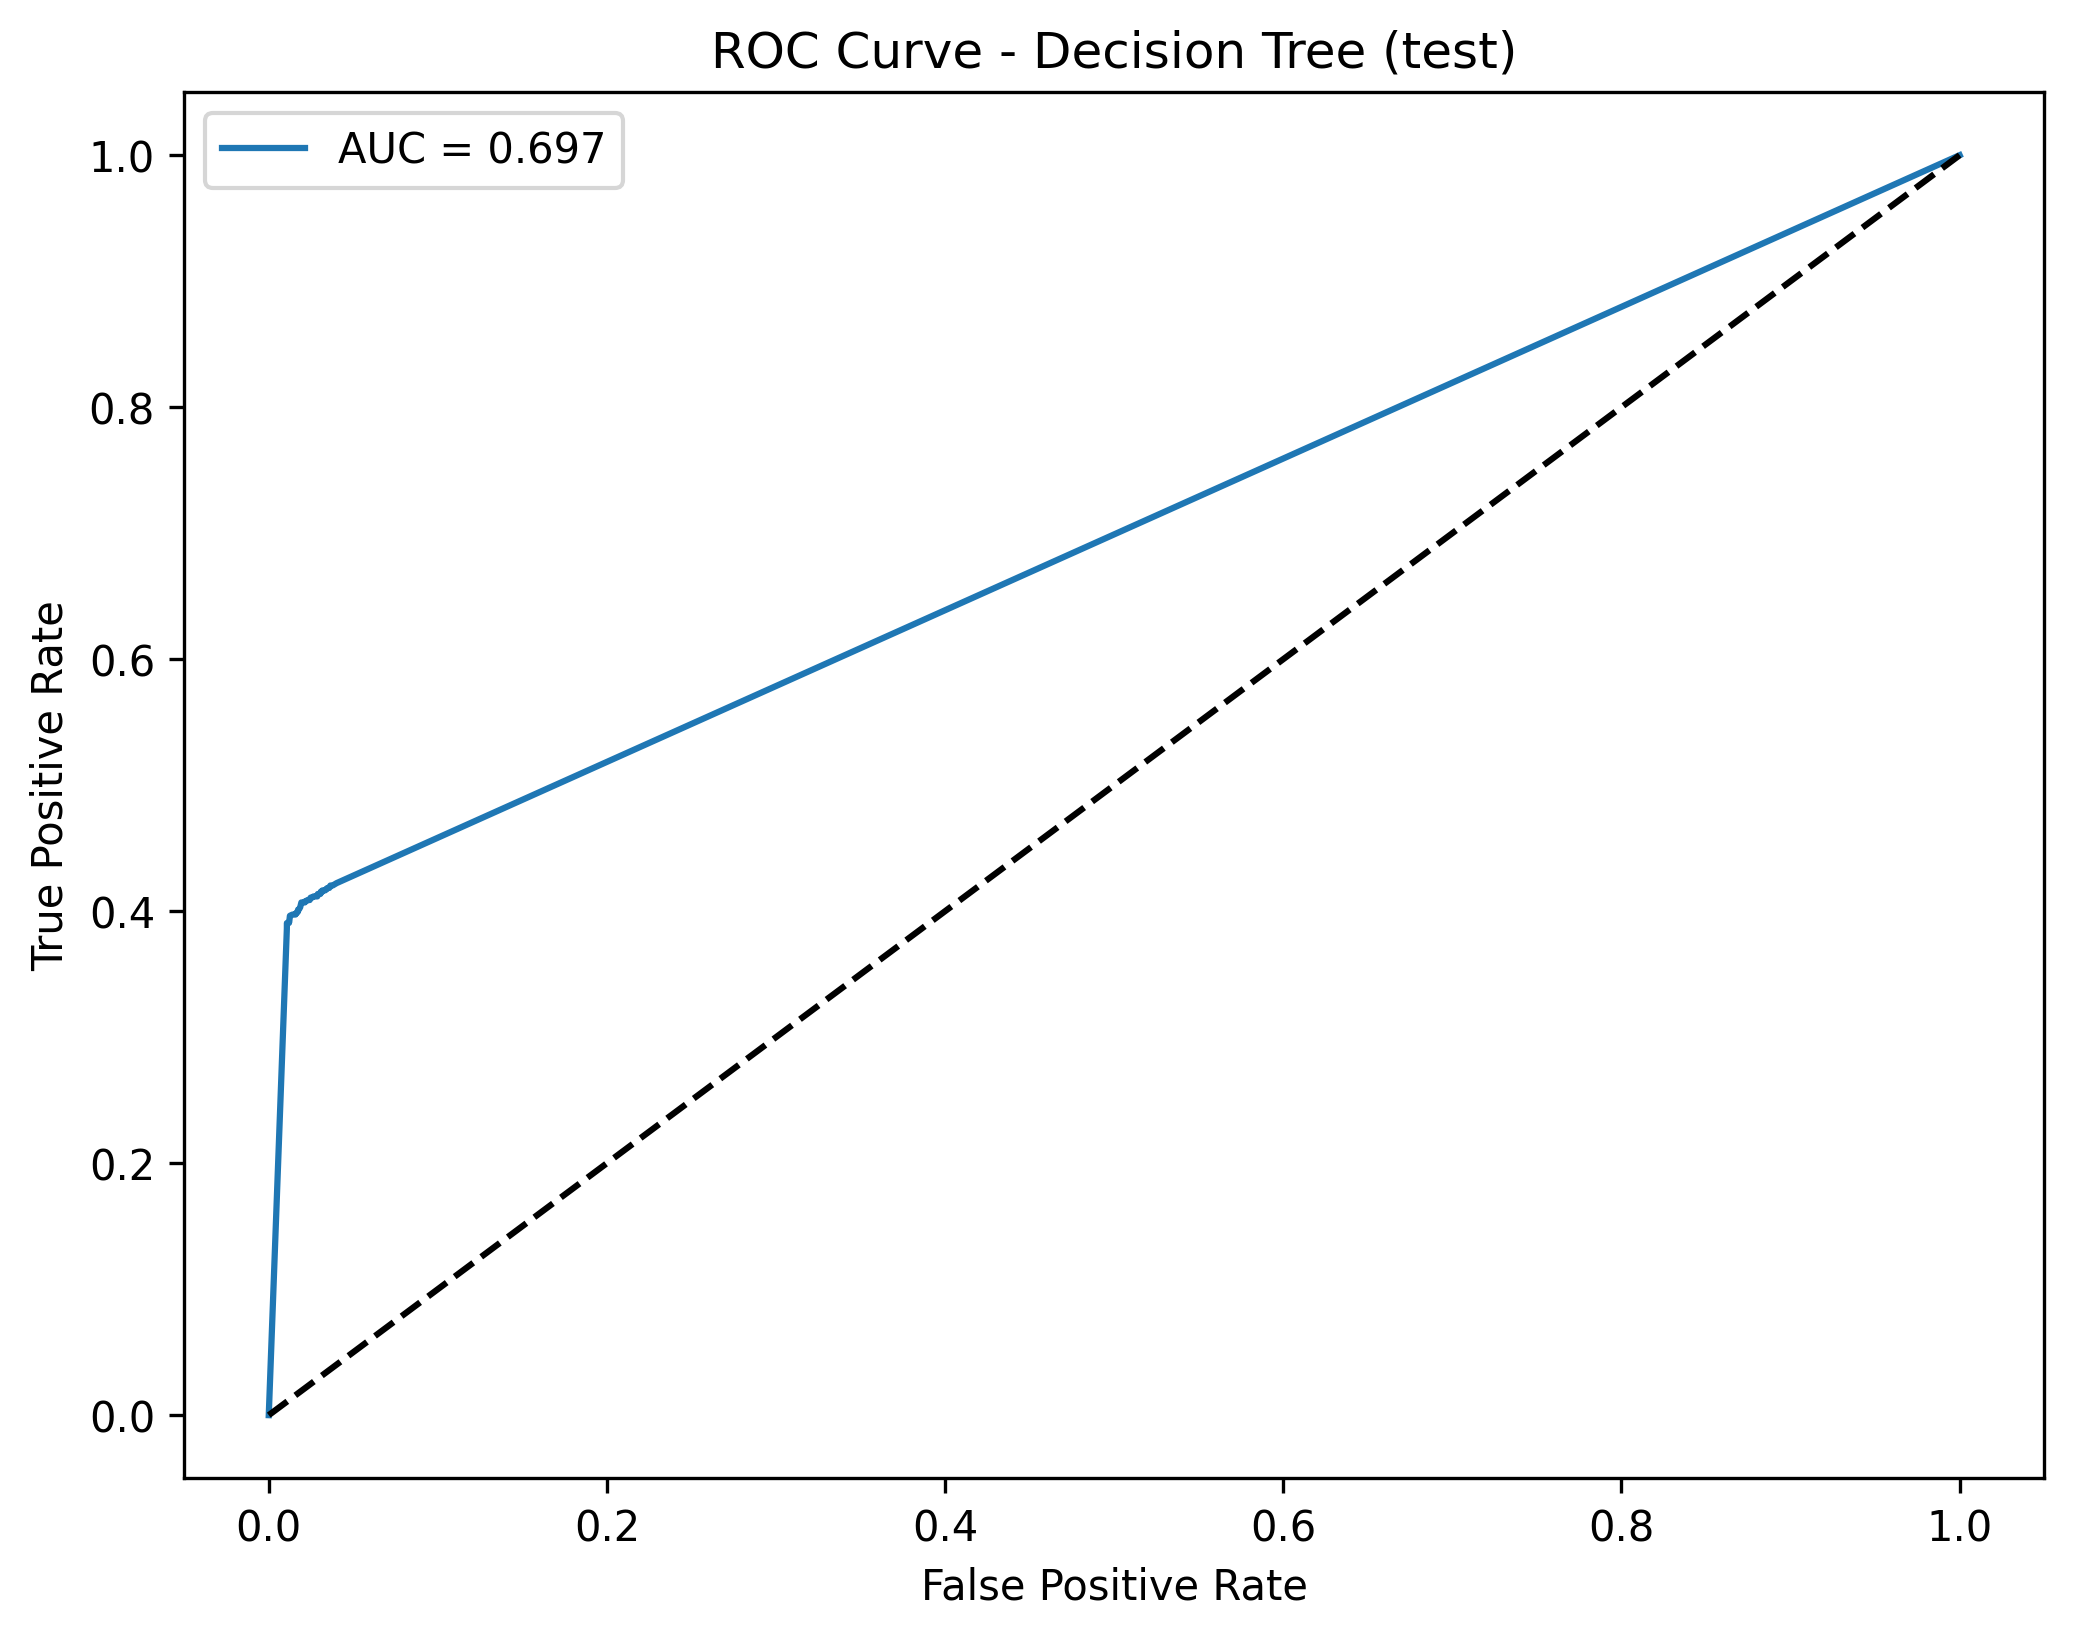 ROC Curve - Decision Tree (test)
AUC = 0.697
1.0
0.8
0.6
0.4
0.2
0.0
True Positive Rate
0.0 0.2 0.4 0.6 0.8 1.0
False Positive Rate